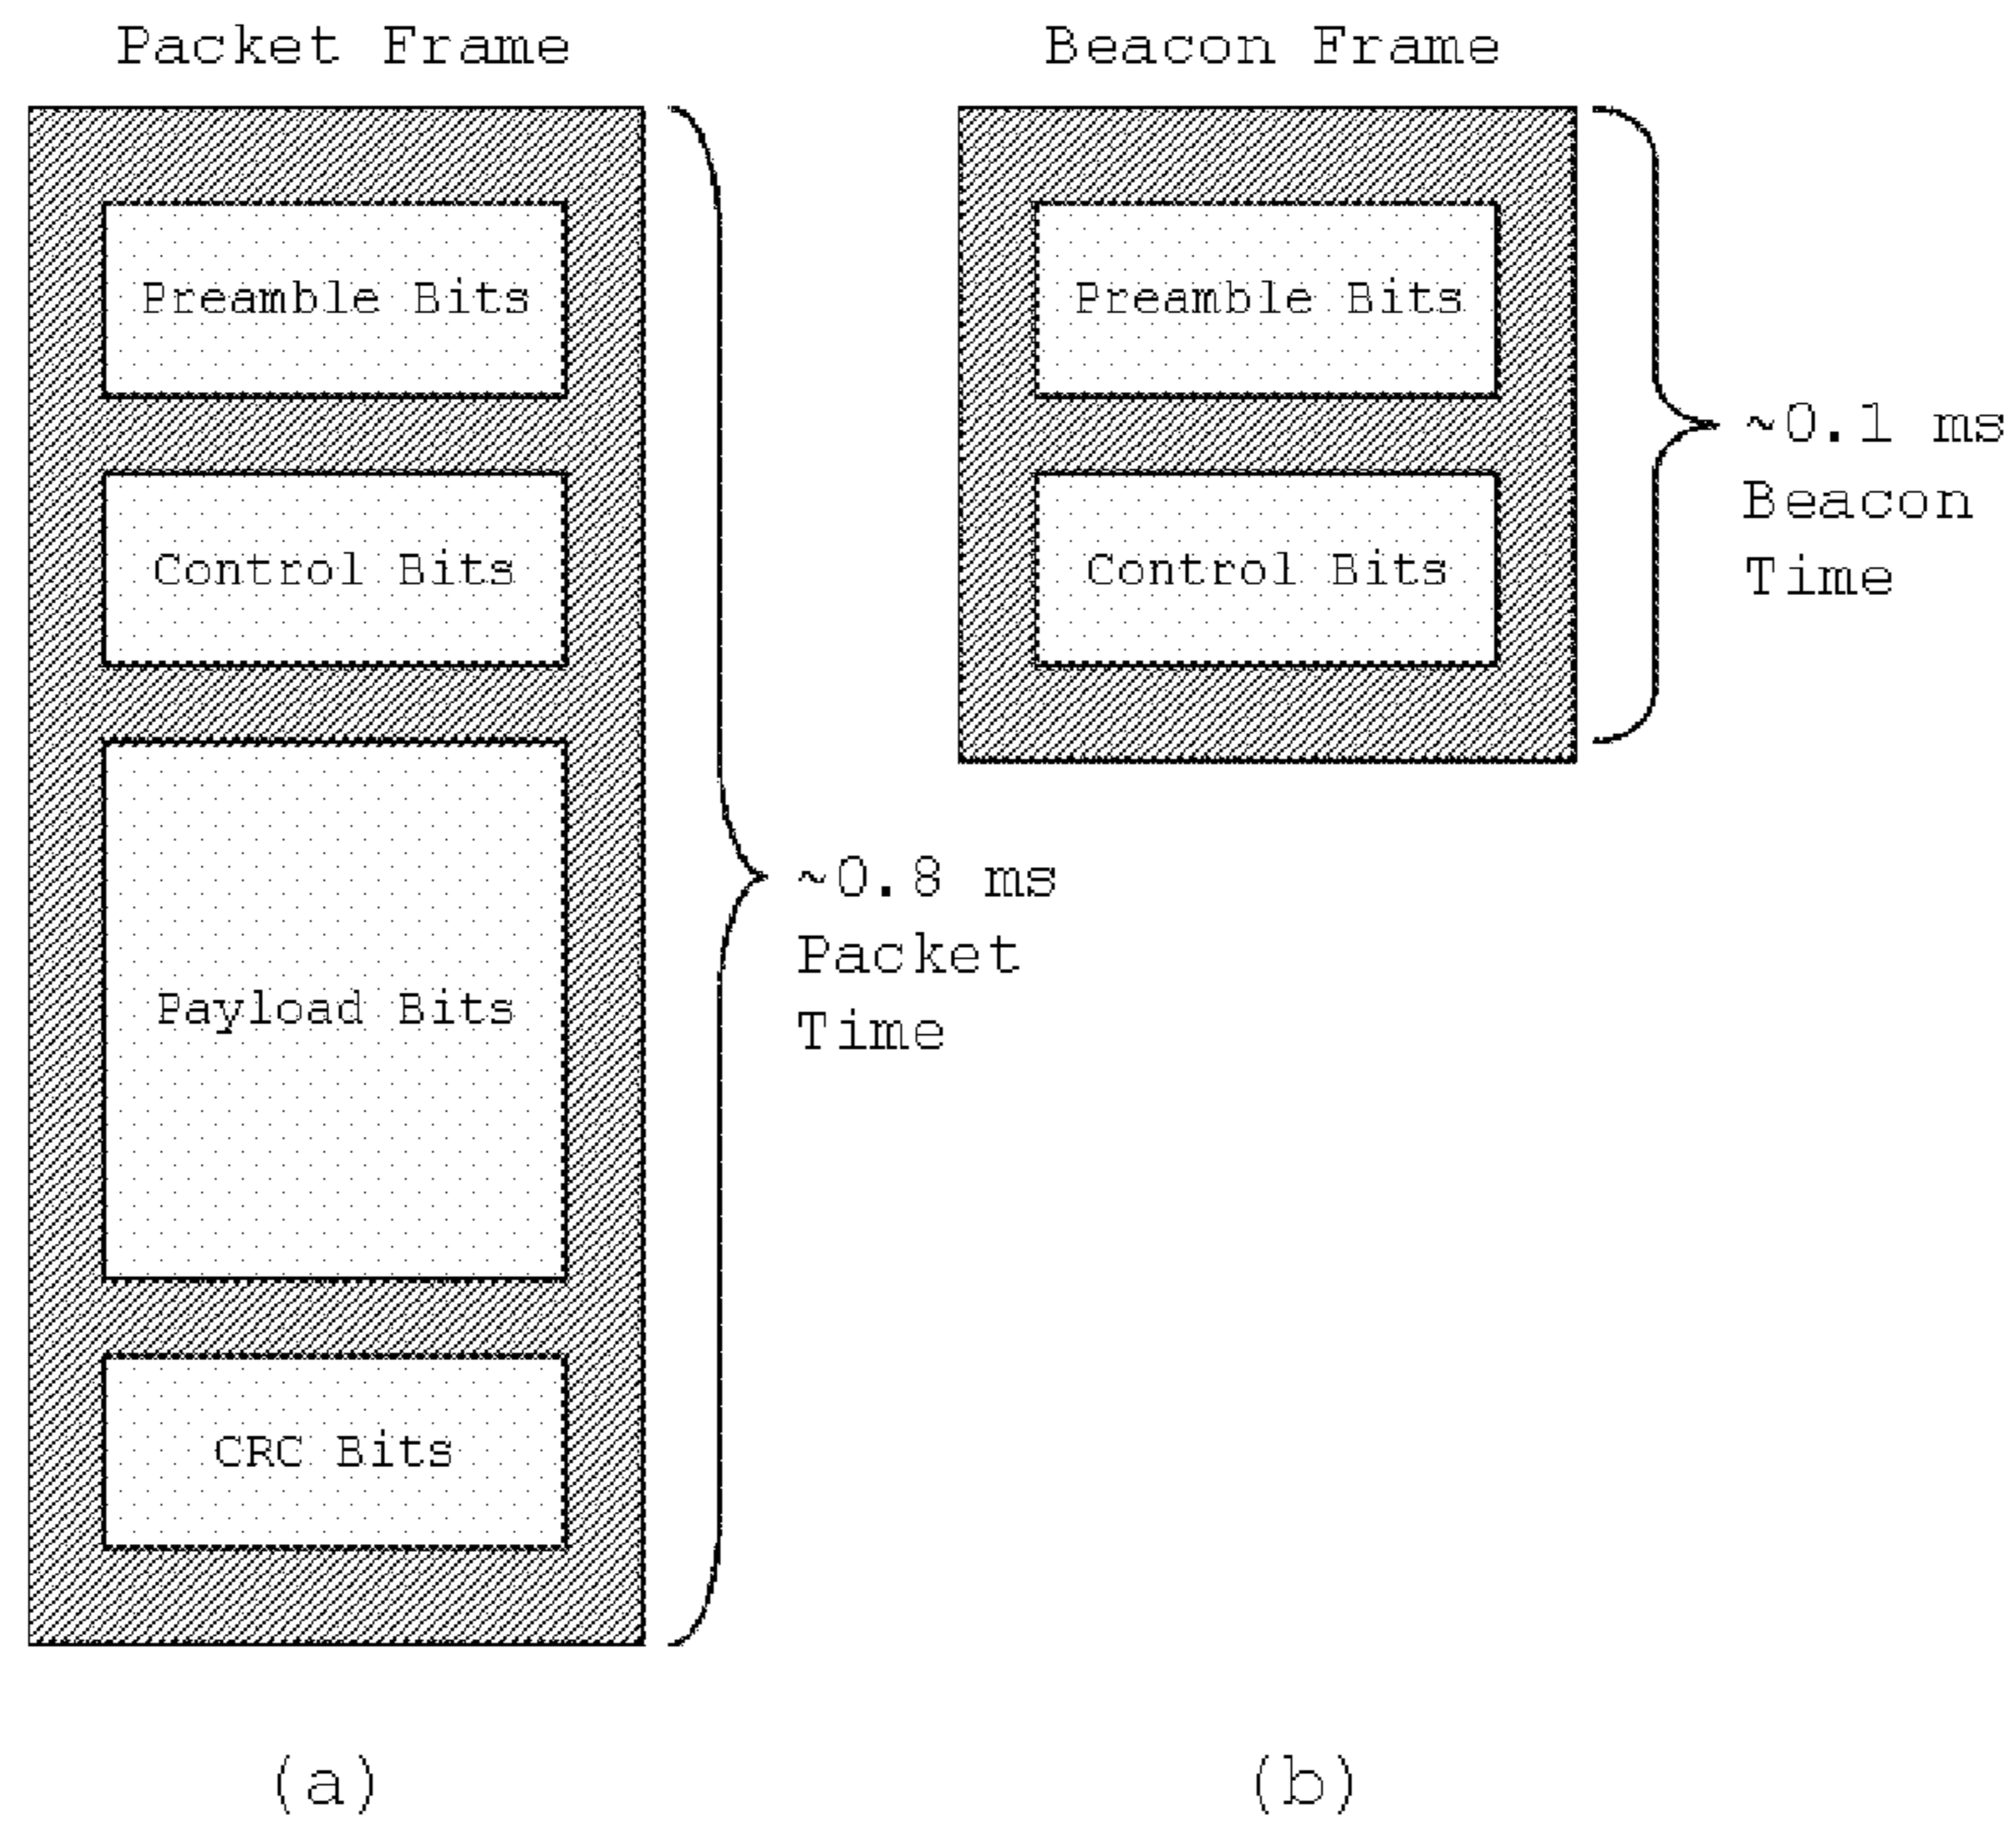 Packet Frame
Preamble Bits
Control Bits
Payload Bits
CRC Bits
~0.8 ms
Packet
Time
(a)
Beacon Frame
Preamble Bits
Control Bits
~0.1 ms
Beacon
Time
(b)